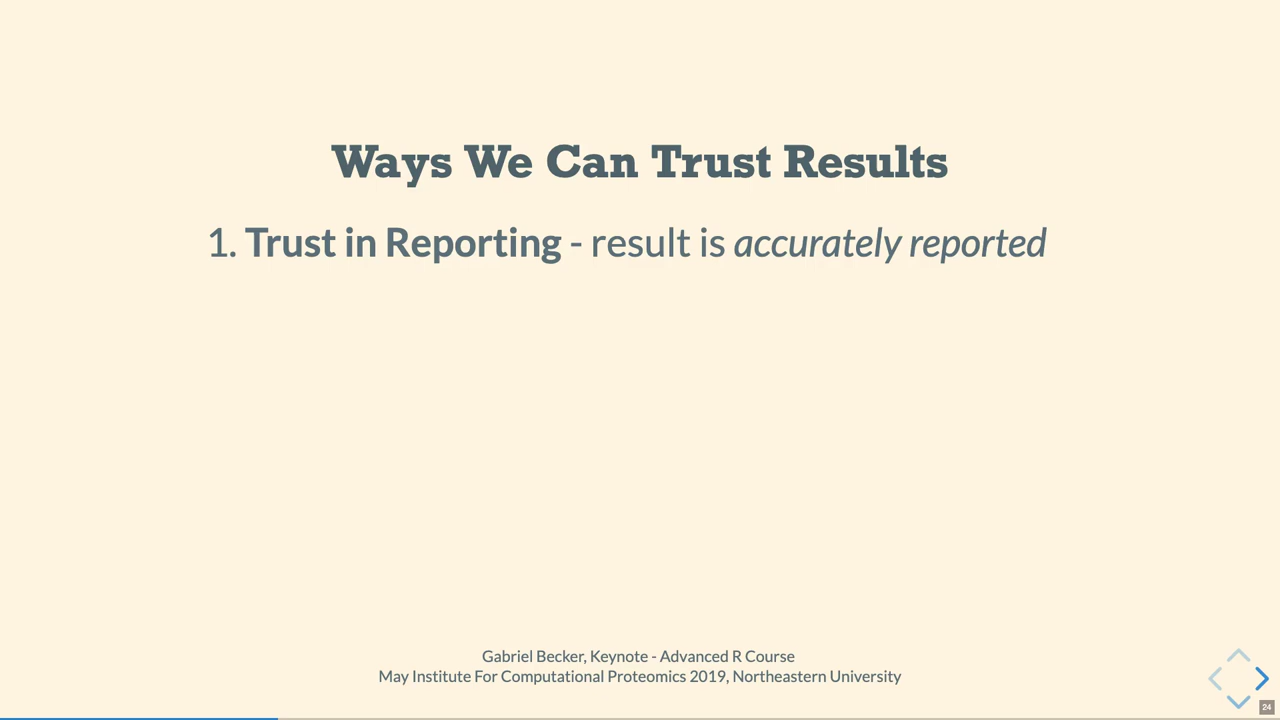 Ways We Can Trust Results
1. Trust in Reporting - result is accurately reported
Gabriel Becker, Keynote - Advanced R Course
May Institute For Computational Proteomics 2019, Northeastern University
24